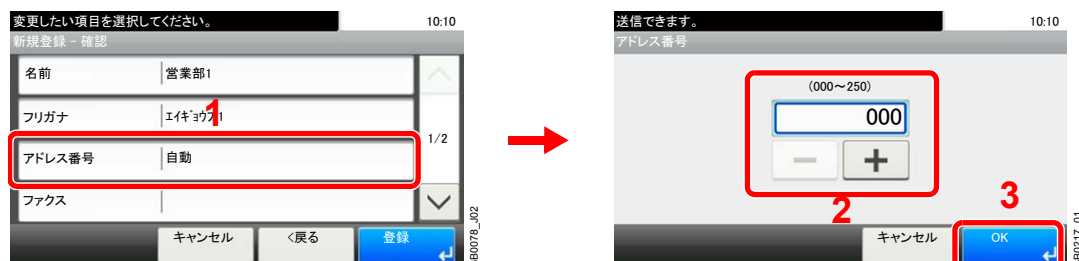 変更したい項目を選択してください。 10:10
新規登録 - 確認
名前 営業部1
フリガナ ｴｲｷﾞｮｳﾌﾞ1
1
アドレス番号 自動
1/2
ファクス
キャンセル <戻る 登録
送信できます。 10:10
アドレス番号
(000～250)
000
2
3
キャンセル OK